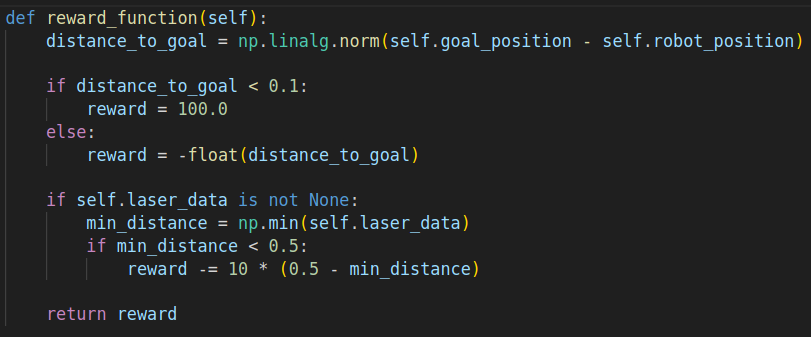 def reward_function(self):
    distance_to_goal = np.linalg.norm(self.goal_position - self.robot_position)
    if distance_to_goal < 0.1:
        reward = 100.0
    else:
        reward = -float(distance_to_goal)
    if self.laser_data is not None:
        min_distance = np.min(self.laser_data)
        if min_distance < 0.5:
            reward -= 10 * (0.5 - min_distance)
    return reward